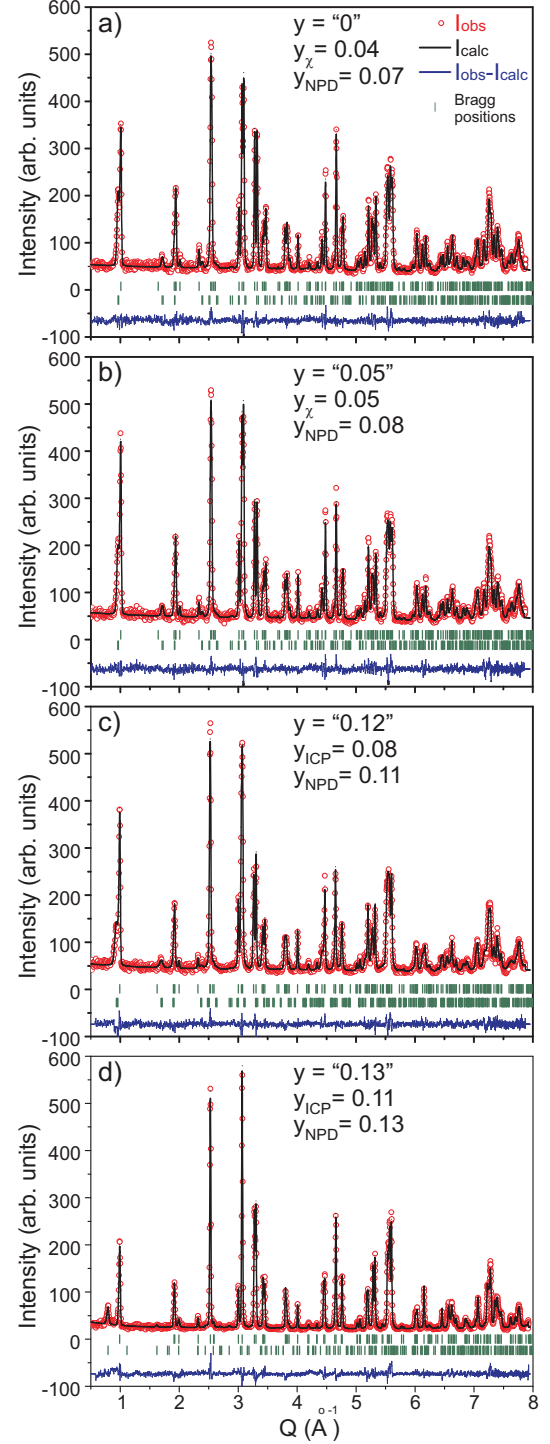 600
a)
y = “0”
yχ = 0.04
yNPD = 0.07
Iobs
Icalc
Iobs-Icalc
Bragg
positions
500
400
300
200
100
0
-100
Intensity (arb. units)
600
b)
y = “0.05”
yχ = 0.05
yNPD = 0.08
500
400
300
200
100
0
-100
Intensity (arb. units)
600
c)
y = “0.12”
yICP = 0.08
yNPD = 0.11
500
400
300
200
100
0
-100
Intensity (arb. units)
600
d)
y = “0.13”
yICP = 0.11
yNPD = 0.13
500
400
300
200
100
0
-100
Intensity (arb. units)
1 2 3 4 5 6 7 8
Q (Å-1)